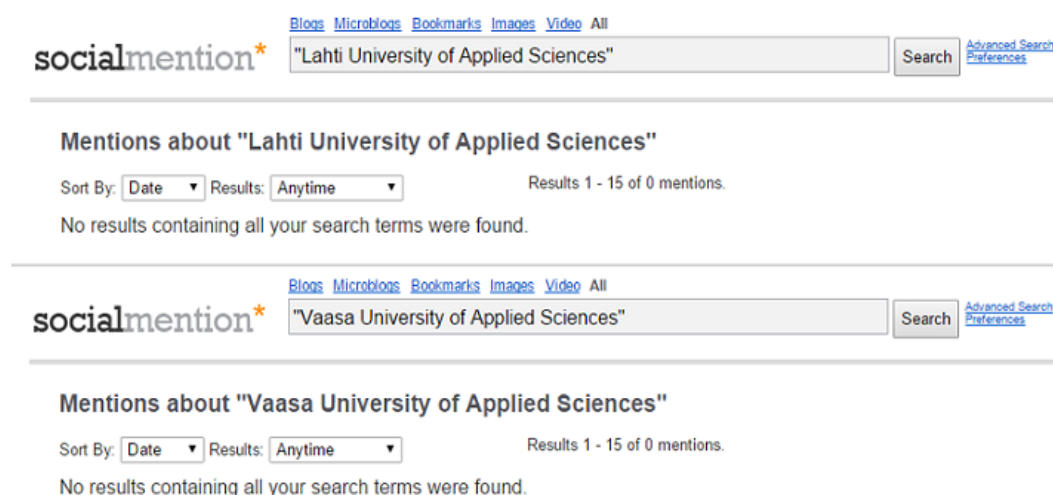 Blogs Microblogs Bookmarks Images Video All
socialmention* "Lahti University of Applied Sciences" Search Advanced Search
Preferences
Mentions about "Lahti University of Applied Sciences"
Sort By: Date Results: Anytime Results 1 - 15 of 0 mentions.
No results containing all your search terms were found.
Blogs Microblogs Bookmarks Images Video All
socialmention* "Vaasa University of Applied Sciences" Search Advanced Search
Preferences
Mentions about "Vaasa University of Applied Sciences"
Sort By: Date Results: Anytime Results 1 - 15 of 0 mentions.
No results containing all your search terms were found.